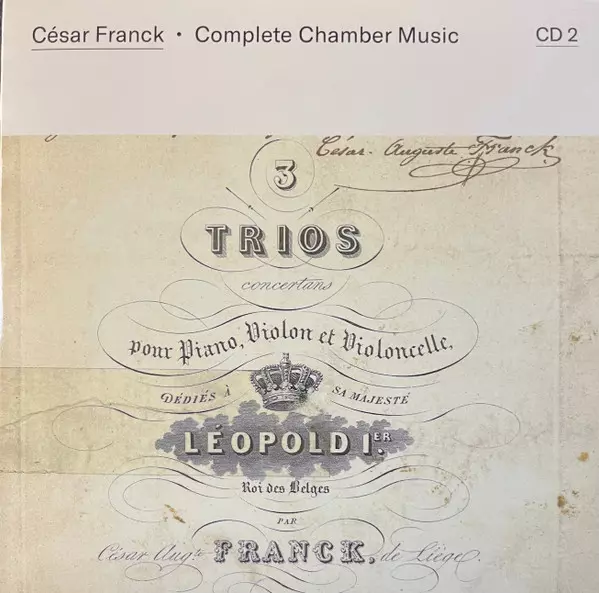 César Franck • Complete Chamber Music CD 2
César-Auguste Franck
3
TRIOS
concertans
pour Piano, Violon et Violoncelle,
DÉDIÉS À SA MAJESTÉ
LÉOPOLD IER.
Roi des Belges
PAR
César Augte FRANCK, de Liège.